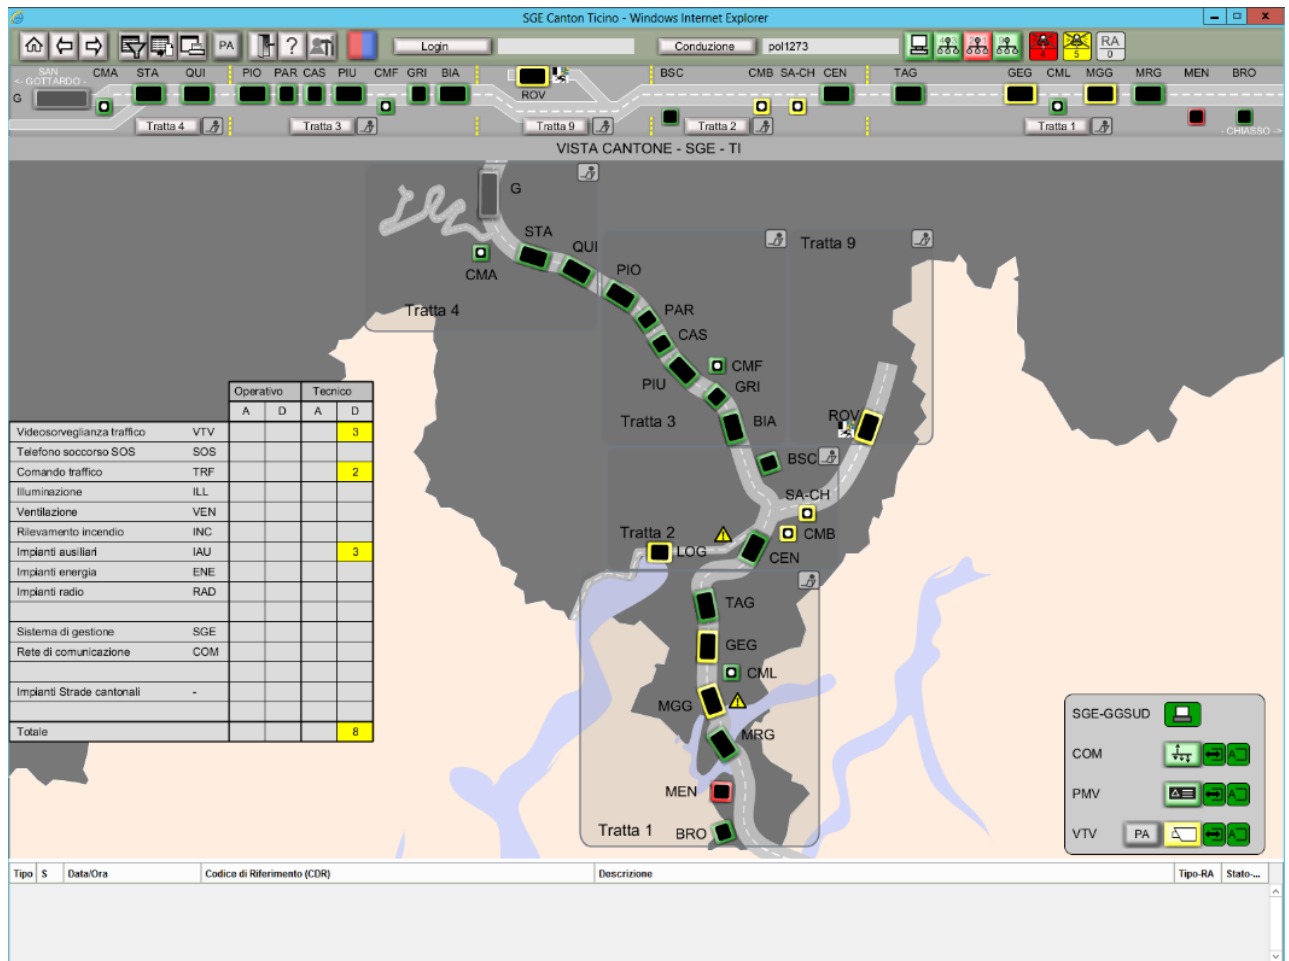 SGE Canton Ticino - Windows Internet Explorer
PA ? Login Conduzione pol1273 4 5 RA 0
SAN CMA STA QUI PIO PAR CAS PIU CMF GRI BIA BSC CMB SA-CH CEN TAG GEG CML MGG MRG MEN BRO
<- GOTTARDO -
G ROV
Tratta 4 Tratta 3 Tratta 9 Tratta 2 Tratta 1 - CHIASSO ->
VISTA CANTONE - SGE - TI
G
STA
QUI
CMA
Tratta 9
PIO
Tratta 4
PAR
CAS
CMF
PIU
GRI
Tratta 3
BIA
ROV
BSC
SA-CH
Tratta 2
CMB
LOG
CEN
TAG
GEG
CML
MGG
MRG
MEN
Tratta 1
BRO
Operativo Tecnico
A D A D
Videosorveglianza traffico VTV 3
Telefono soccorso SOS SOS
Comando traffico TRF 2
Illuminazione ILL
Ventilazione VEN
Rilevamento incendio INC
Impianti ausiliari IAU 3
Impianti energia ENE
Impianti radio RAD
Sistema di gestione SGE
Rete di comunicazione COM
Impianti Strade cantonali -
Totale 8
SGE-GGSUD
COM A
PMV A
VTV PA A
Tipo S Data/Ora Codice di Riferimento (CDR) Descrizione Tipo-RA Stato-...